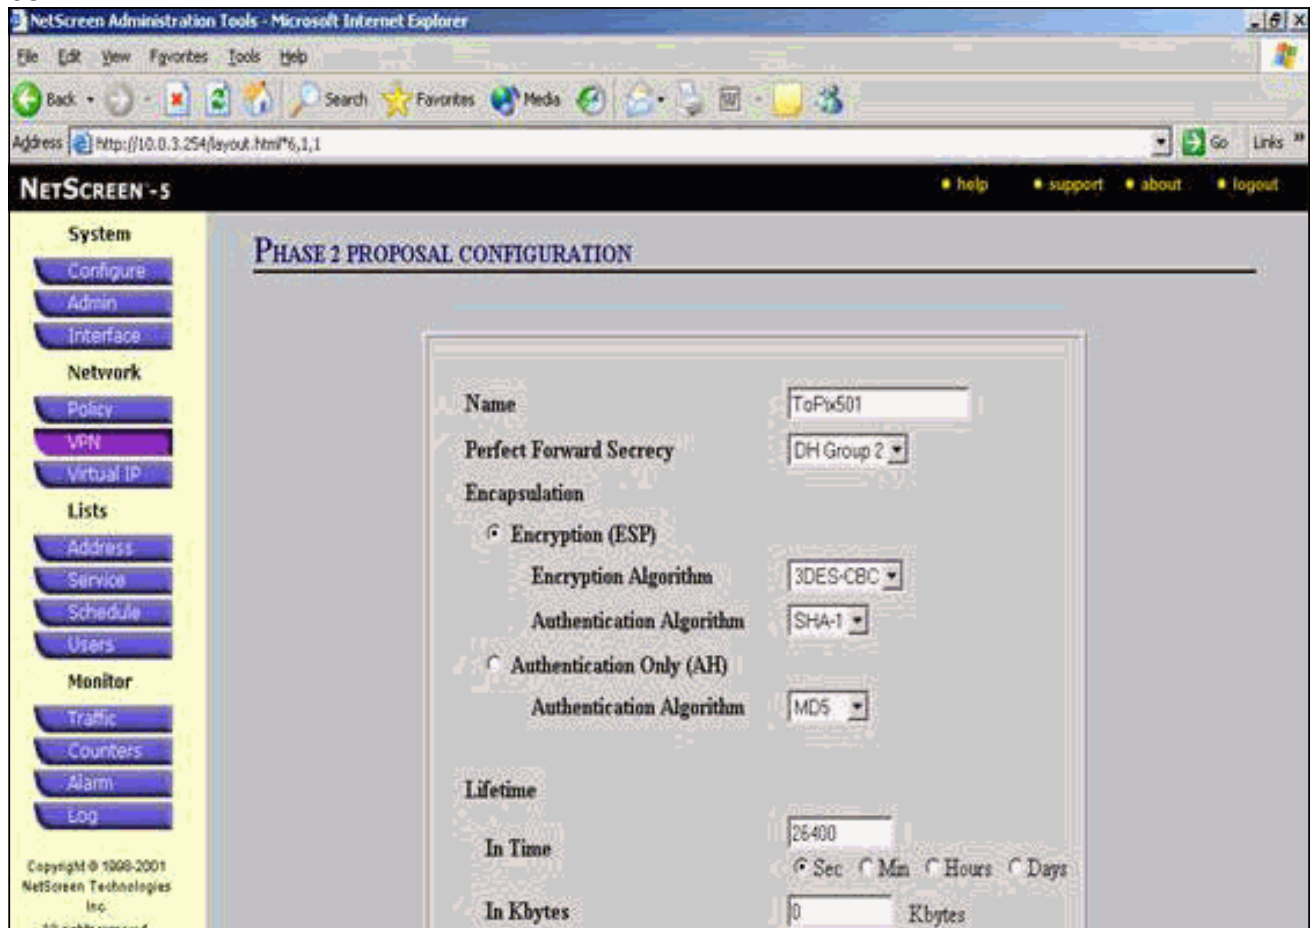 NetScreen Administration Tools - Microsoft Internet Explorer
File Edit View Favorites Tools Help
Back Search Favorites Media
Address http://10.0.3.254/layout.html*6,1,1 Go Links »
NETSCREEN-5 help support about logout
System
Configure
Admin
Interface
Network
Policy
VPN
Virtual IP
Lists
Address
Service
Schedule
Users
Monitor
Traffic
Counters
Alarm
Log
Copyright © 1998-2001
NetScreen Technologies
Inc.
PHASE 2 PROPOSAL CONFIGURATION
Name ToPix501
Perfect Forward Secrecy DH Group 2
Encapsulation
Encryption (ESP)
Encryption Algorithm 3DES-CBC
Authentication Algorithm SHA-1
Authentication Only (AH)
Authentication Algorithm MD5
Lifetime
In Time 26400
Sec Min Hours Days
In Kbytes 0 Kbytes